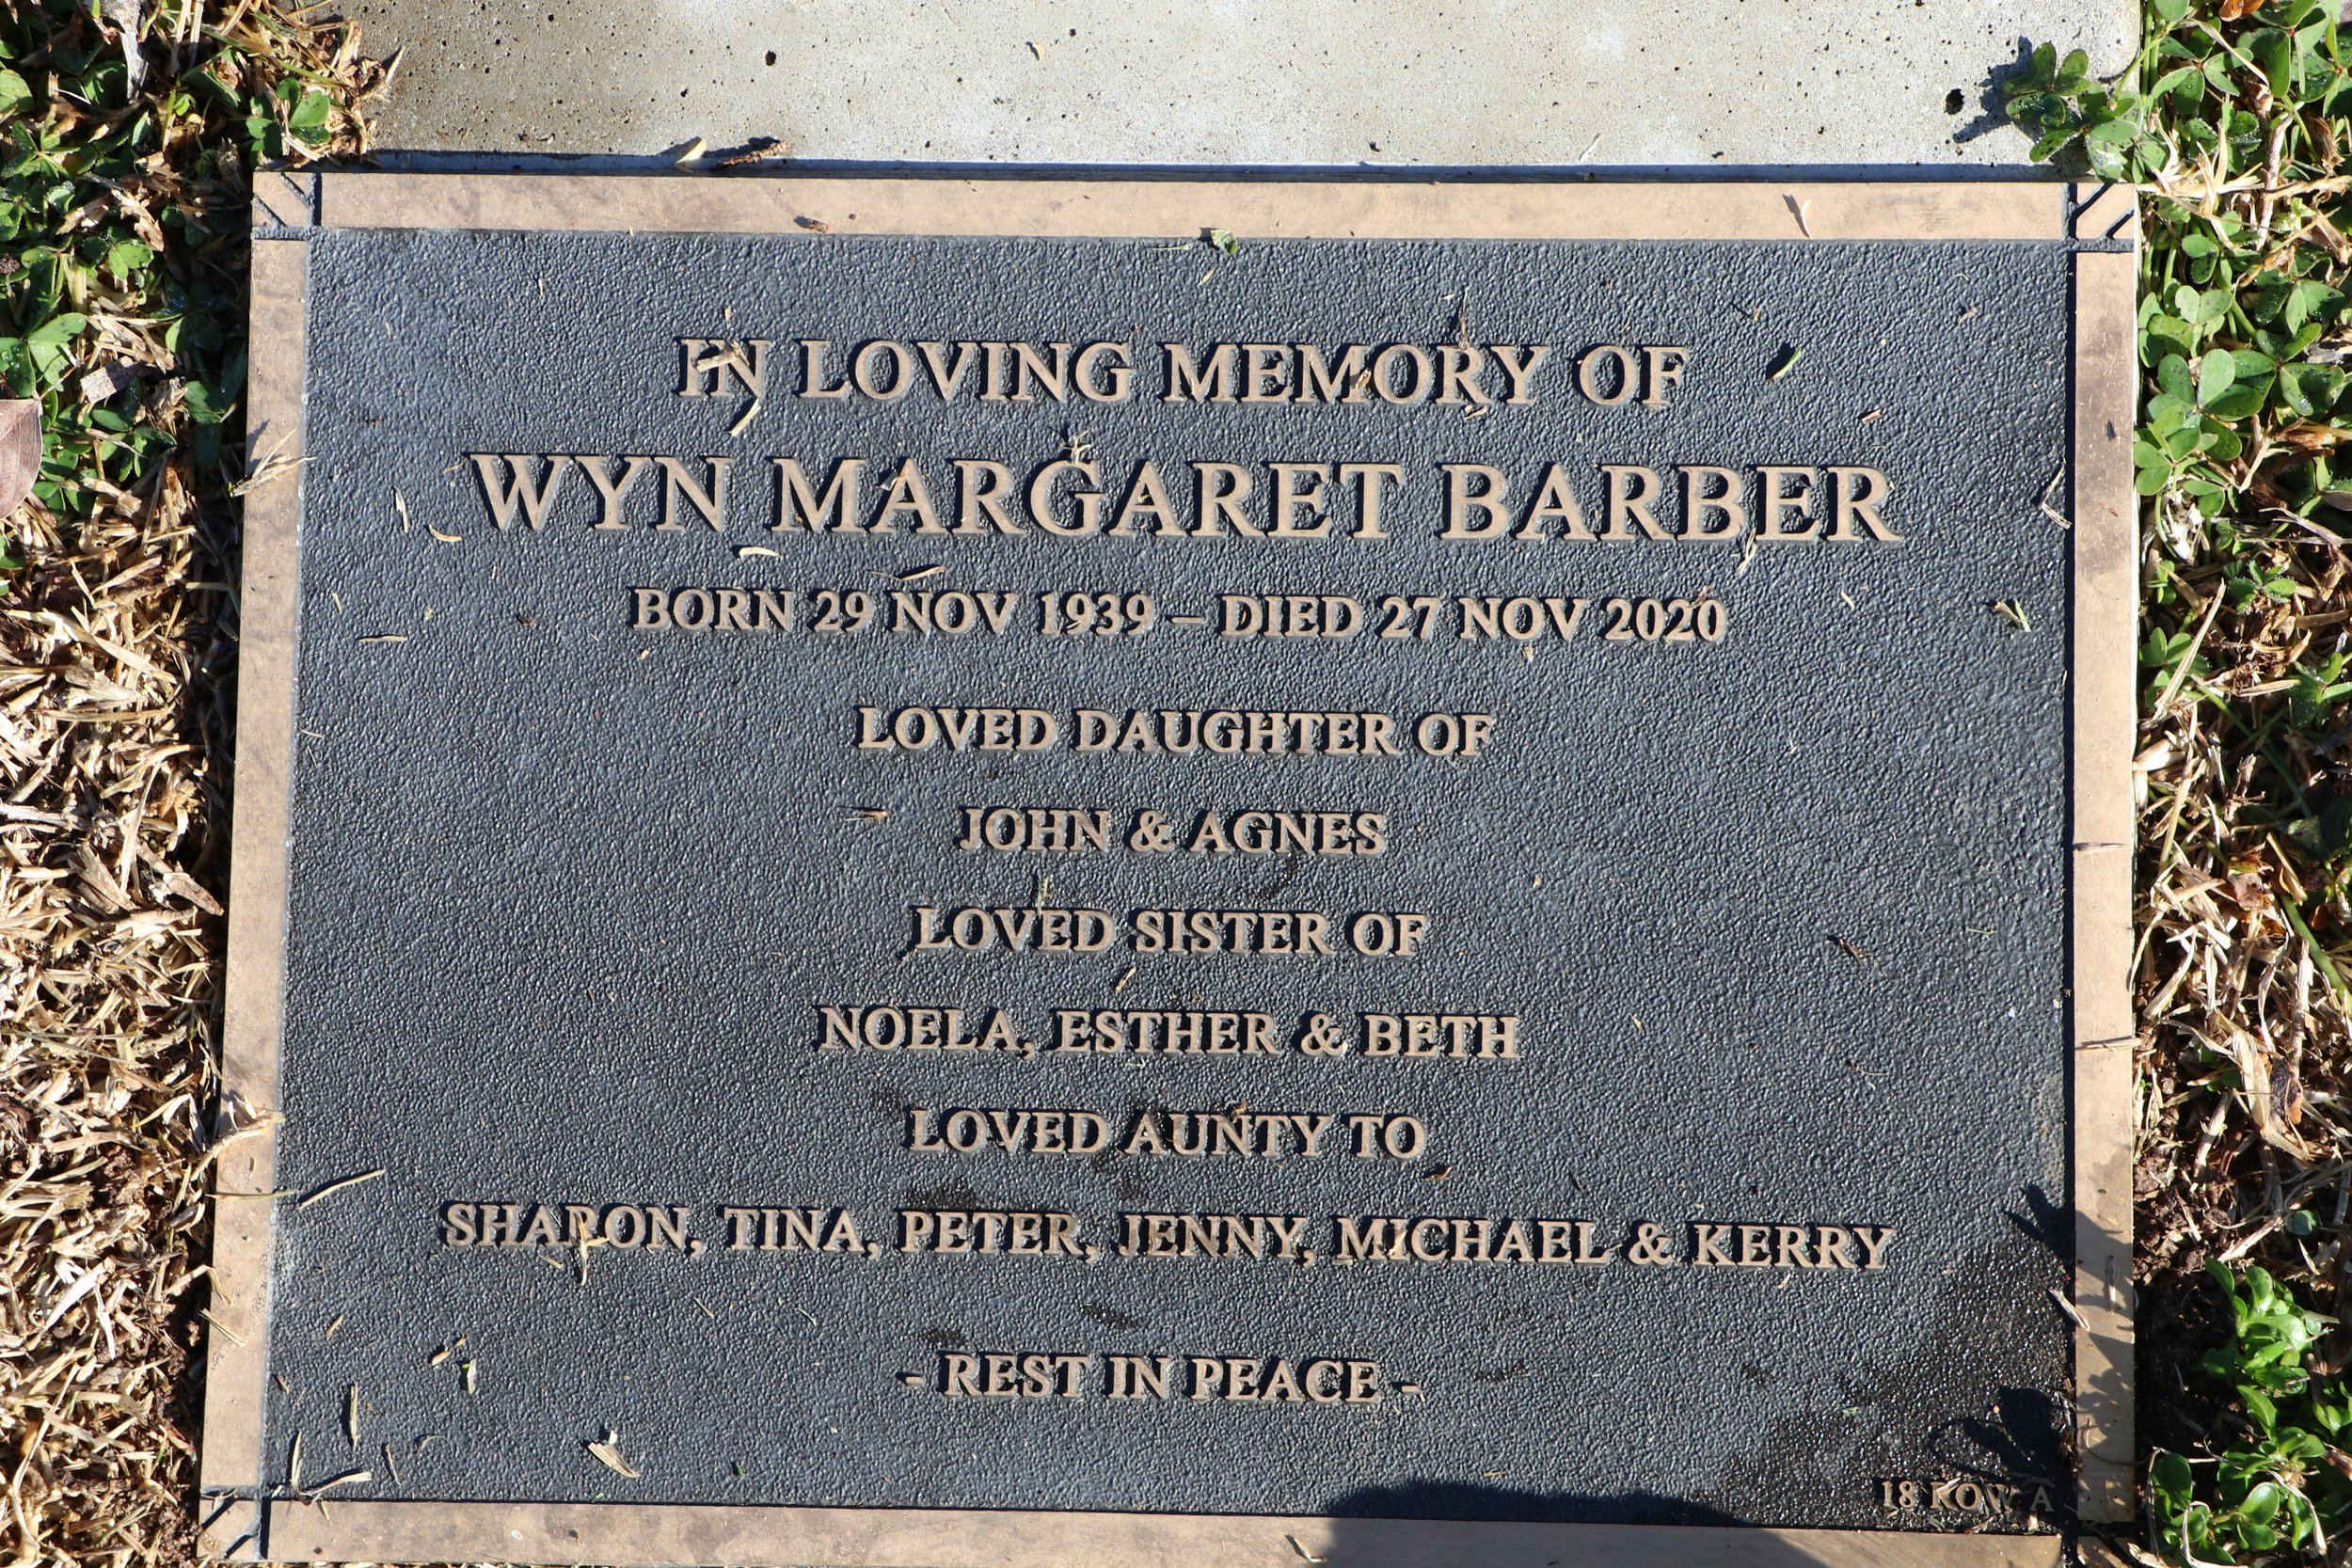 IN LOVING MEMORY OF
WYN MARGARET BARBER
BORN 29 NOV 1939 – DIED 27 NOV 2020
LOVED DAUGHTER OF
JOHN & AGNES
LOVED SISTER OF
NOELA, ESTHER & BETH
LOVED AUNTY TO
SHARON, TINA, PETER, JENNY, MICHAEL & KERRY
- REST IN PEACE -
18 ROW A